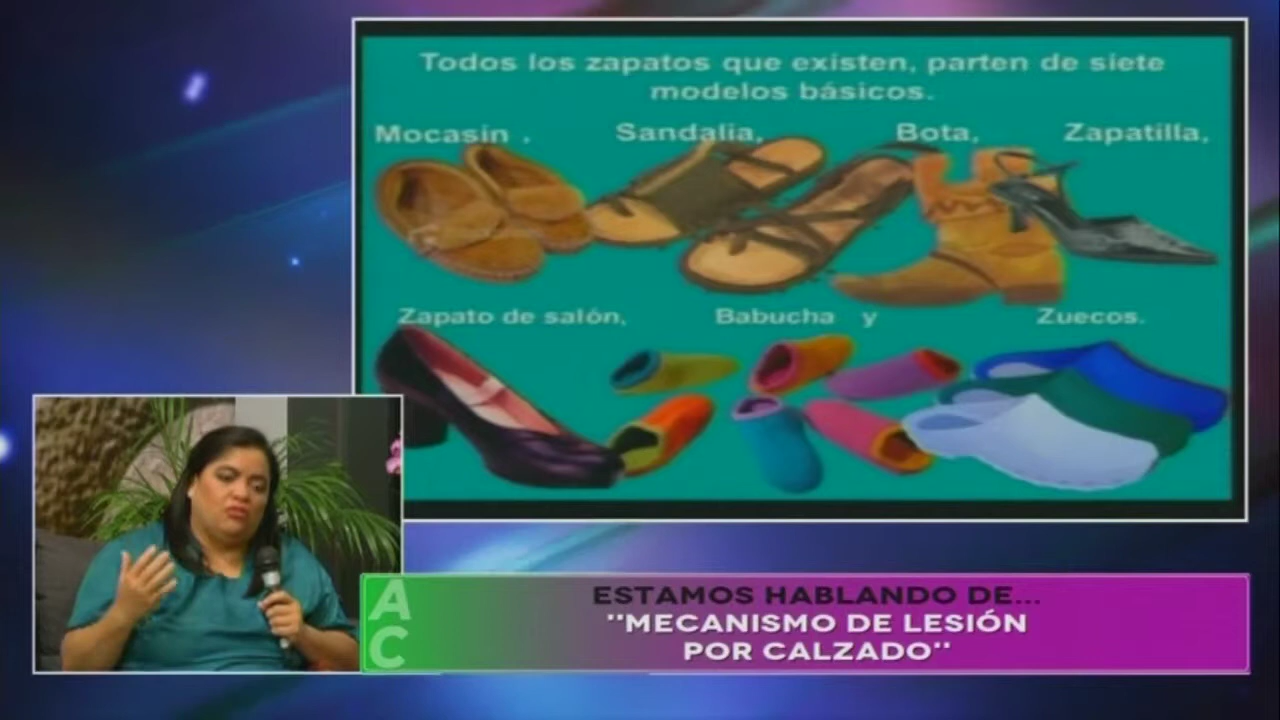 Todos los zapatos que existen, parten de siete
modelos básicos.
Mocasin . Sandalia, Bota, Zapatilla,
Zapato de salón, Babucha y Zuecos.
A
C
ESTAMOS HABLANDO DE...
"MECANISMO DE LESIÓN
POR CALZADO"